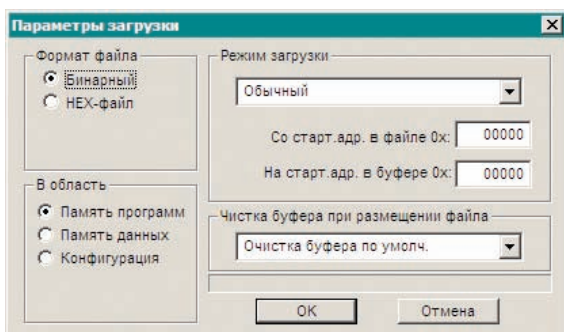 Параметры загрузки
Формат файла
Бинарный
HEX-файл
В область
Память программ
Память данных
Конфигурация
Режим загрузки
Обычный
Со старт.адр. в файле 0x: 00000
На старт.адр. в буфере 0x: 00000
Чистка буфера при размещении файла
Очистка буфера по умолч.
OK
Отмена